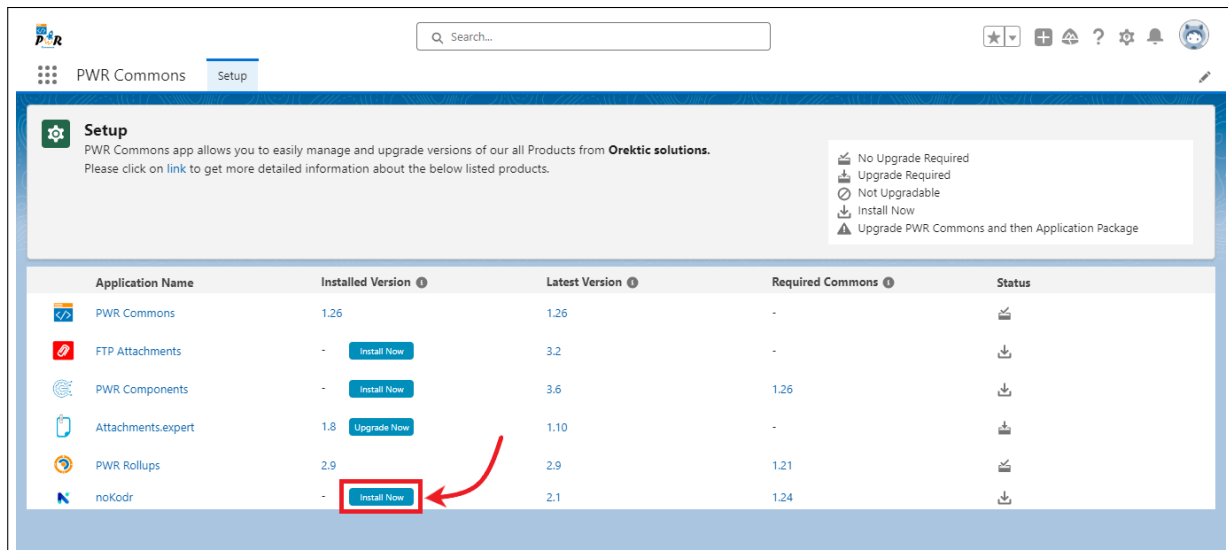 PWR
Search...
PWR Commons
Setup
Setup
PWR Commons app allows you to easily manage and upgrade versions of our all Products from Orektic solutions.
Please click on link to get more detailed information about the below listed products.
No Upgrade Required
Upgrade Required
Not Upgradable
Install Now
Upgrade PWR Commons and then Application Package
Application Name Installed Version Latest Version Required Commons Status
PWR Commons 1.26 1.26 -
FTP Attachments - Install Now 3.2 -
PWR Components - Install Now 3.6 1.26
Attachments.expert 1.8 Upgrade Now 1.10 -
PWR Rollups 2.9 2.9 1.21
noKodr - Install Now 2.1 1.24